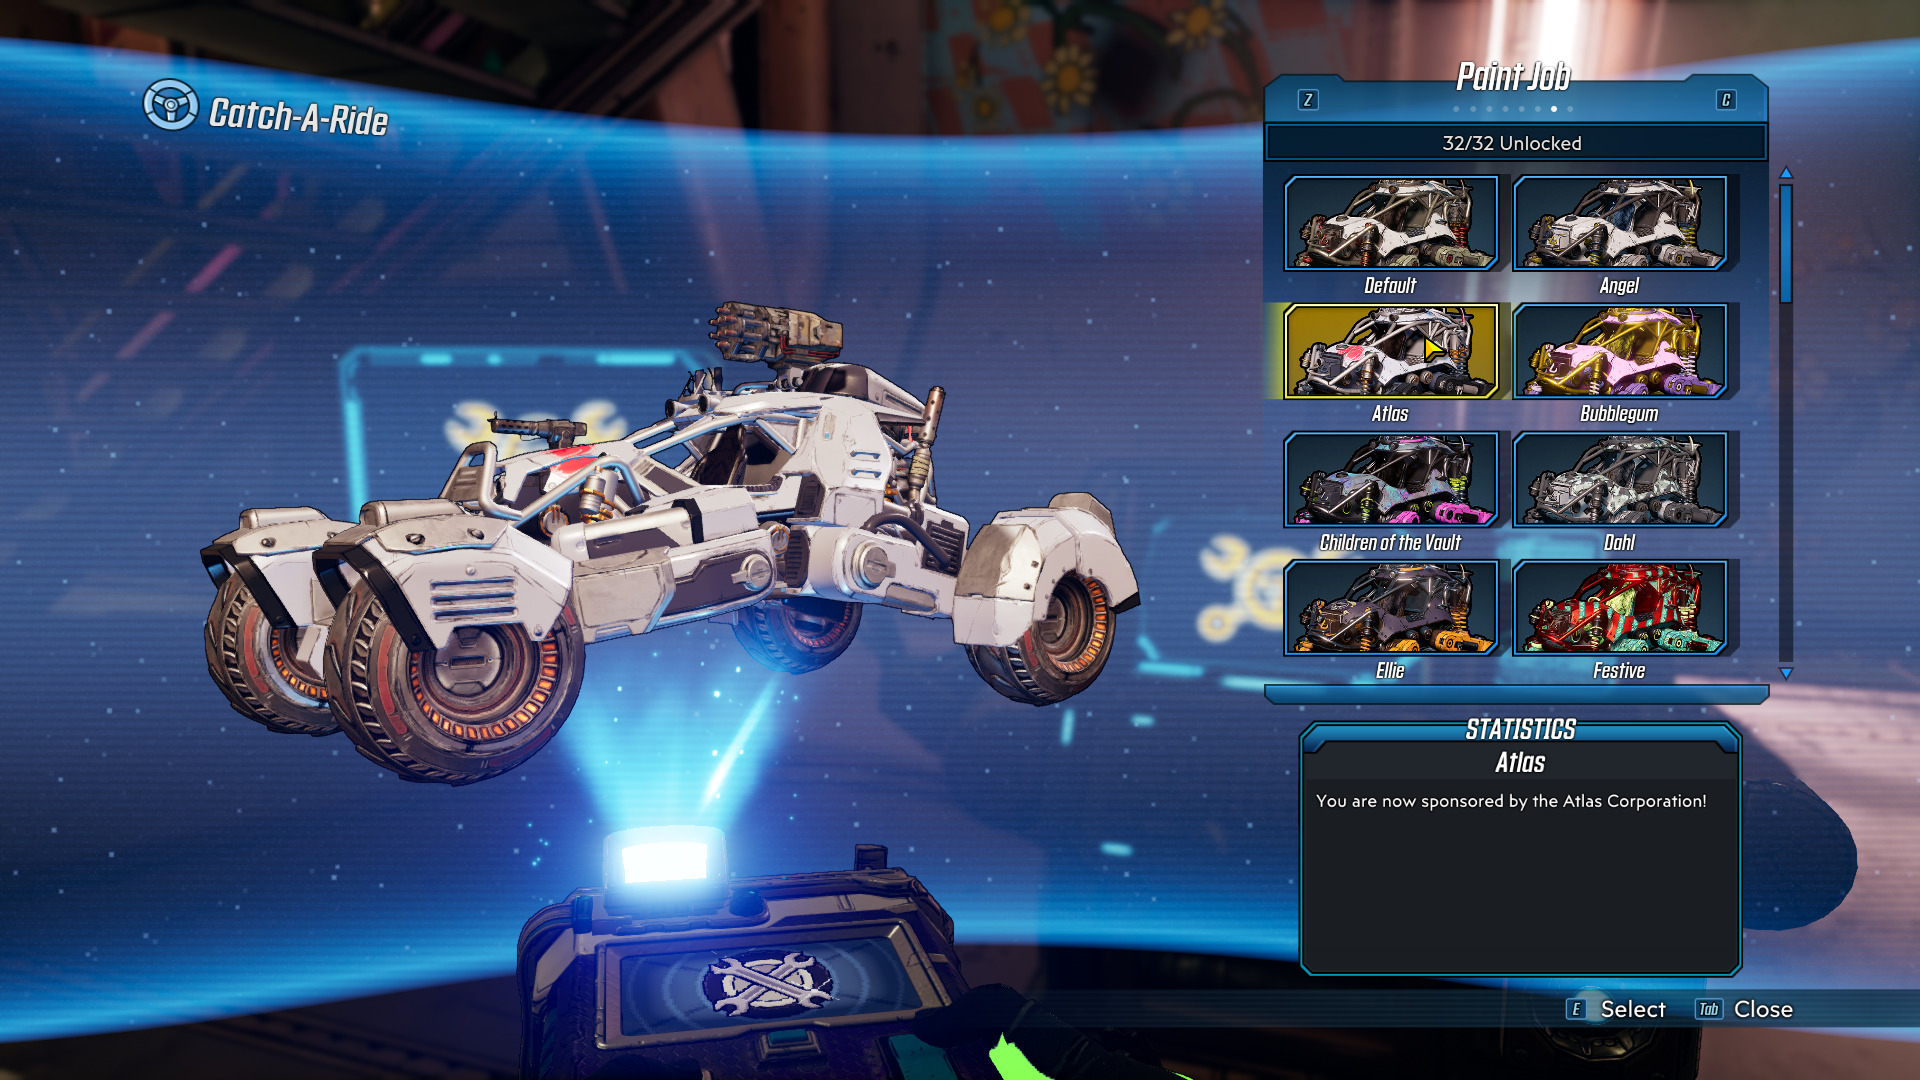 Catch-A-Ride
Paint Job
Z
C
32/32 Unlocked
Default
Angel
Atlas
Bubblegum
Children of the Vault
Dahl
Ellie
Festive
STATISTICS
Atlas
You are now sponsored by the Atlas Corporation!
E Select
Tab Close